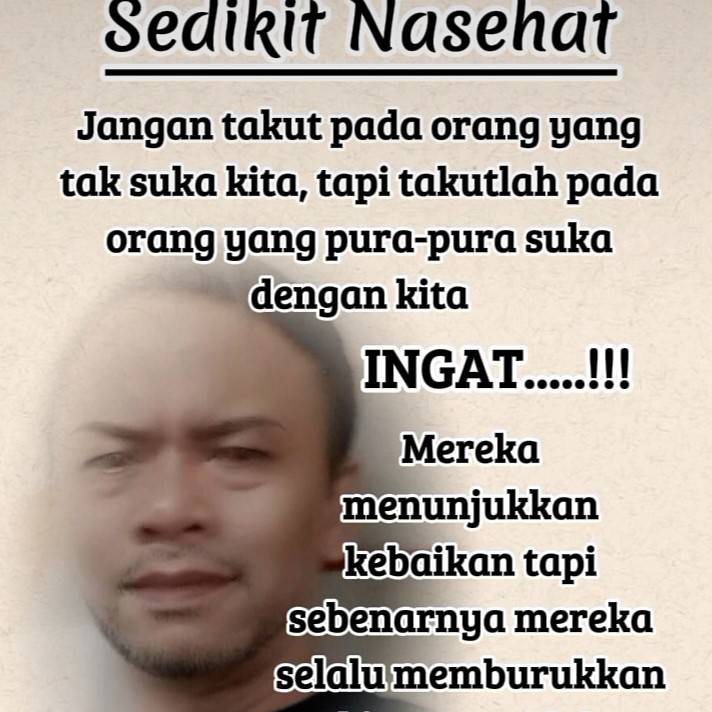 Sedikit Nasehat
Jangan takut pada orang yang
tak suka kita, tapi takutlah pada
orang yang pura-pura suka
dengan kita
INGAT.....!!!
Mereka
menunjukkan
kebaikan tapi
sebenarnya mereka
selalu memburukkan